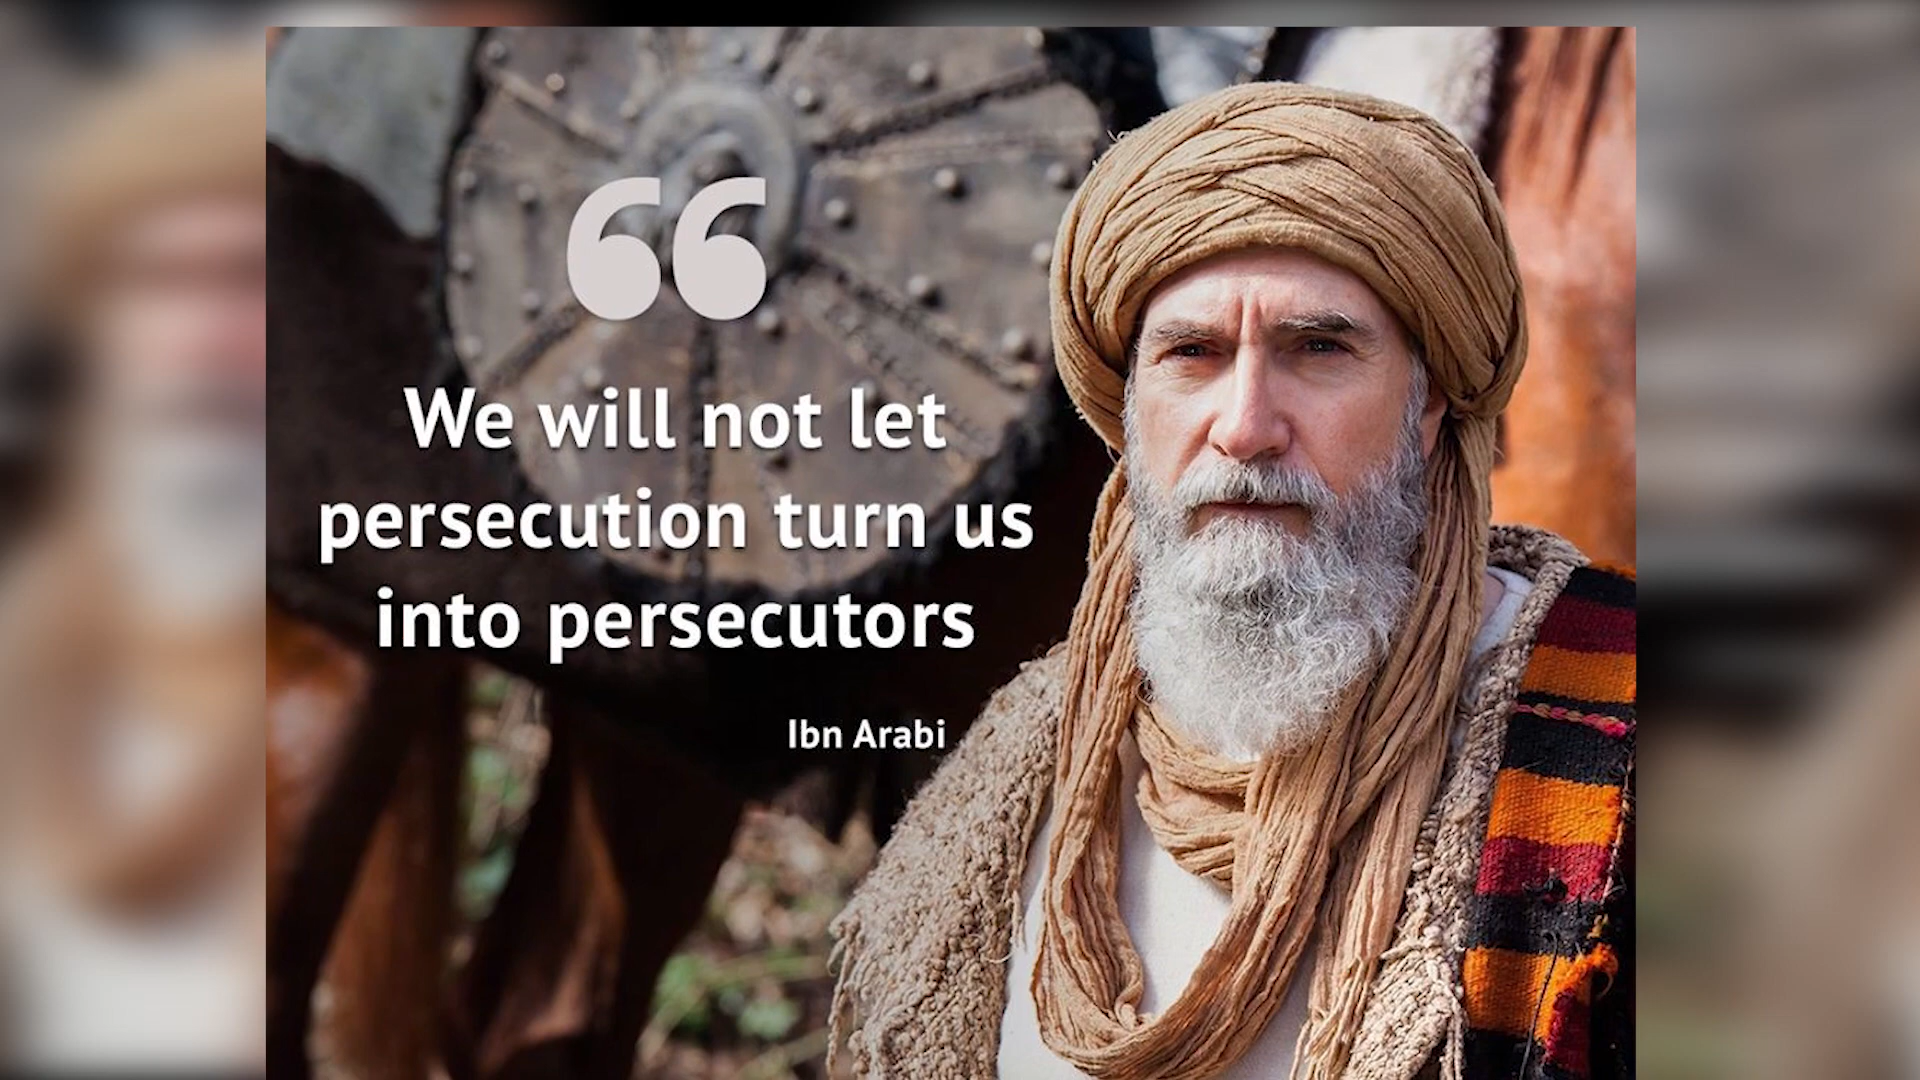 “
We will not let
persecution turn us
into persecutors
Ibn Arabi